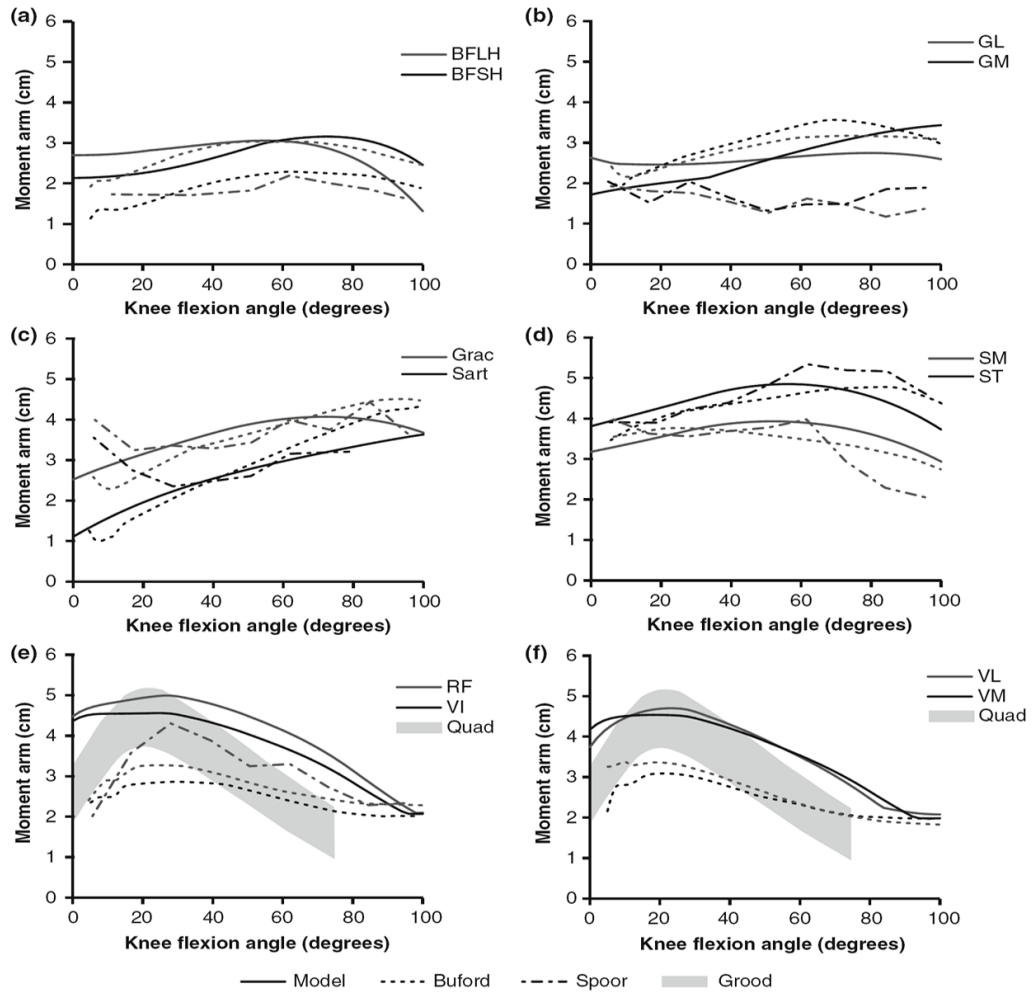 (a)
6
5
4
3
2
1
0
Moment arm (cm)
BFLH
BFSH
0 20 40 60 80 100
Knee flexion angle (degrees)
(b)
6
5
4
3
2
1
0
Moment arm (cm)
GL
GM
0 20 40 60 80 100
Knee flexion angle (degrees)
(c)
6
5
4
3
2
1
0
Moment arm (cm)
Grac
Sart
0 20 40 60 80 100
Knee flexion angle (degrees)
(d)
6
5
4
3
2
1
0
Moment arm (cm)
SM
ST
0 20 40 60 80 100
Knee flexion angle (degrees)
(e)
6
5
4
3
2
1
0
Moment arm (cm)
RF
VI
Quad
0 20 40 60 80 100
Knee flexion angle (degrees)
(f)
6
5
4
3
2
1
0
Moment arm (cm)
VL
VM
Quad
0 20 40 60 80 100
Knee flexion angle (degrees)
Model Buford Spoor Grood